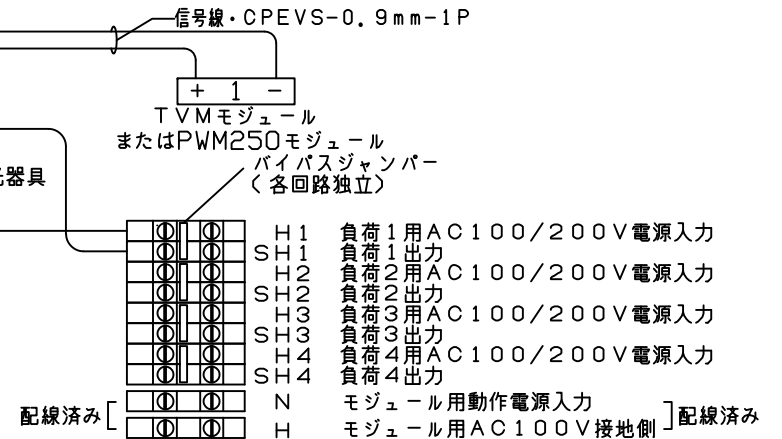 信号線・CPEVS-0.9mm-1P
+ 1 -
TVMモジュール
またはPWM250モジュール
バイパスジャンパー
(各回路独立)
器具
H1 負荷1用AC100/200V電源入力
SH1 負荷1出力
H2 負荷2用AC100/200V電源入力
SH2 負荷2出力
H3 負荷3用AC100/200V電源入力
SH3 負荷3出力
H4 負荷4用AC100/200V電源入力
SH4 負荷4出力
配線済み N モジュール用動作電源入力 配線済み
H モジュール用AC100V接地側